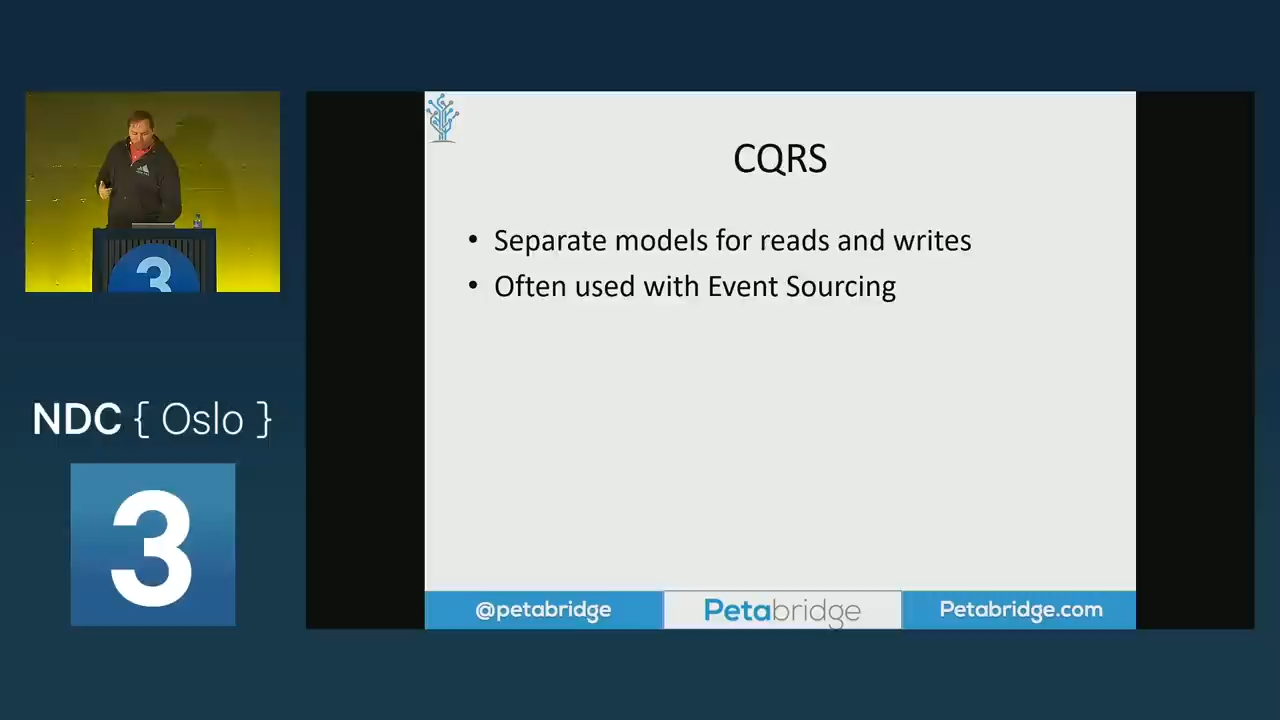 3
NDC { Oslo }
3
CQRS
• Separate models for reads and writes
• Often used with Event Sourcing
@petabridge
Petabridge
Petabridge.com